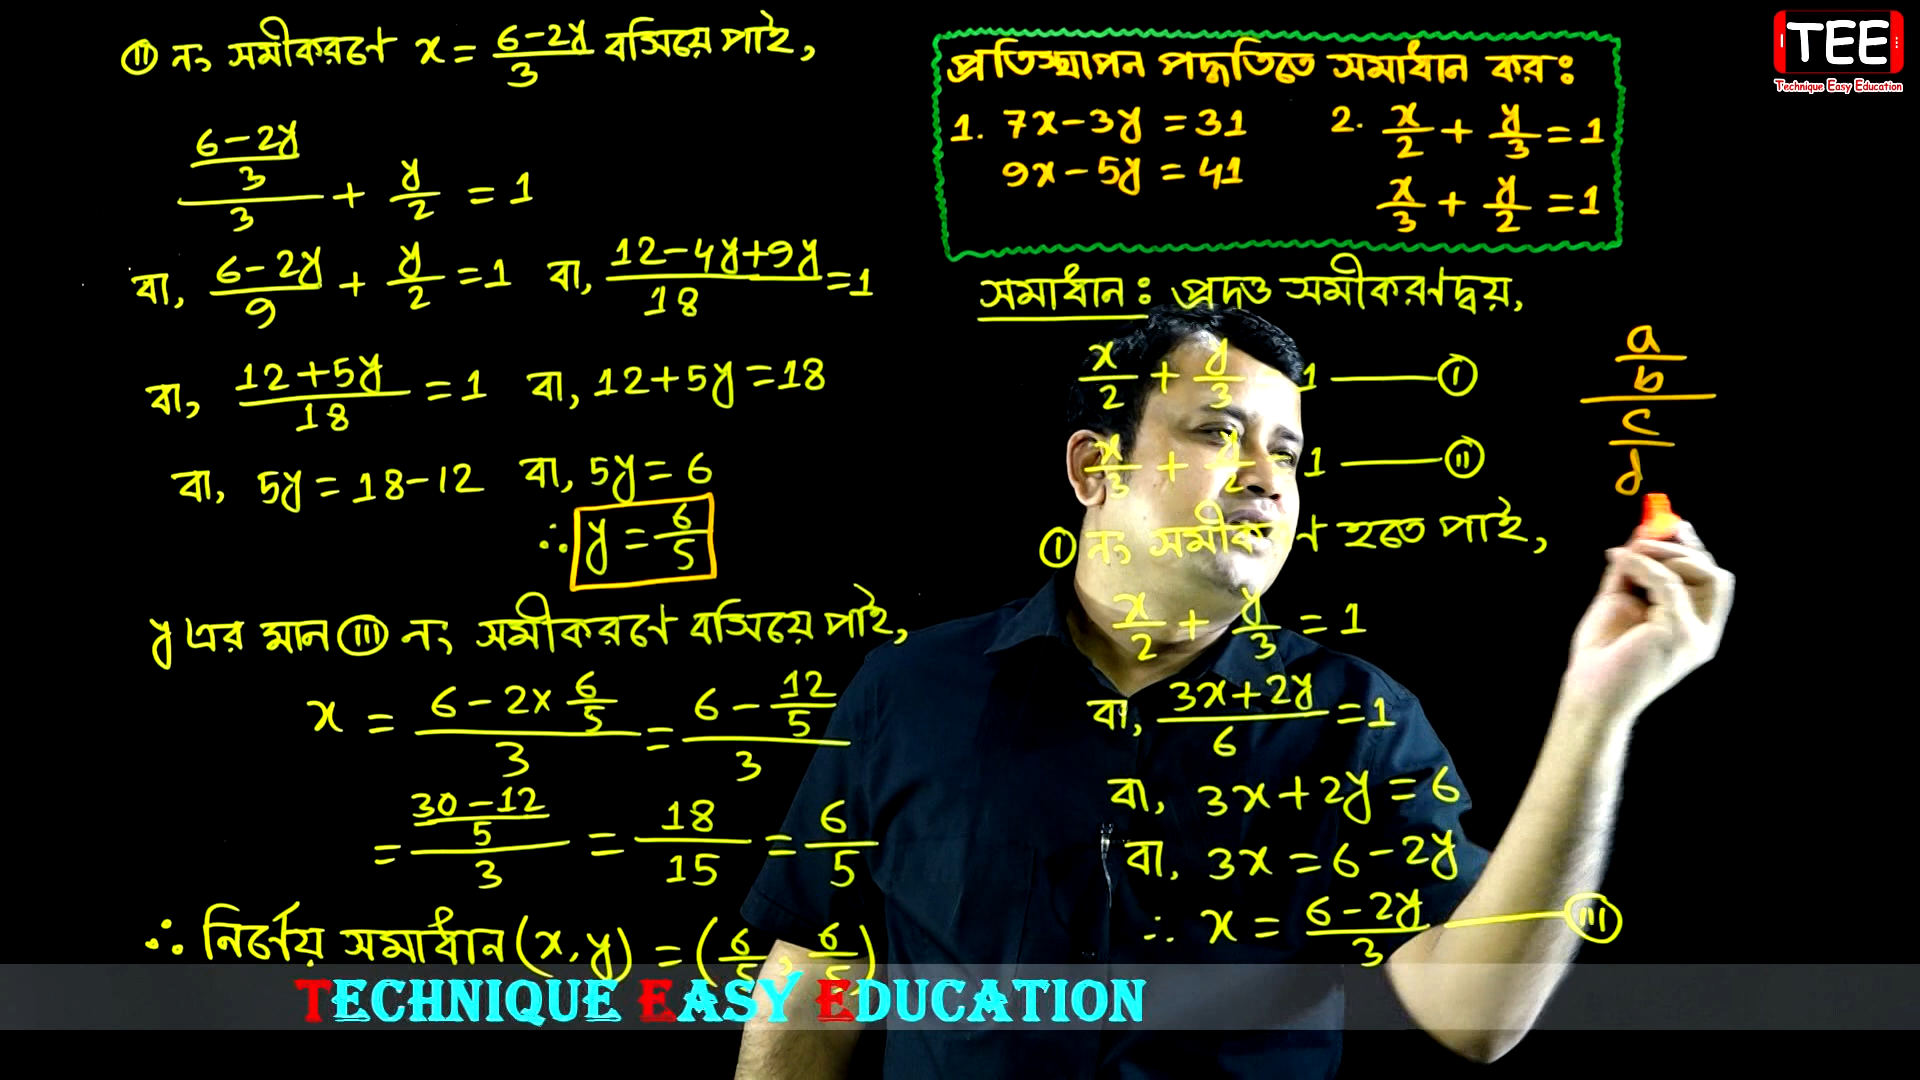 TEE
Technique Easy Education
প্রতিস্থাপন পদ্ধতিতে সমাধান কর:
1. 7x-3y = 31
9x-5y = 41
2. x/2 + y/3 = 1
x/3 + y/2 = 1
সমাধান: প্রদত্ত সমীকরণদ্বয়,
x/2 + y/3 = 1 —— (i)
x/3 + y/2 = 1 —— (ii)
(i) নং সমীকরণ হতে পাই,
x/2 + y/3 = 1
বা, (3x+2y)/6 = 1
বা, 3x+2y = 6
বা, 3x = 6-2y
∴ x = (6-2y)/3 —— (iii)
(ii) নং সমীকরণে x = (6-2y)/3 বসিয়ে পাই,
((6-2y)/3)/3 + y/2 = 1
বা, (6-2y)/9 + y/2 = 1 বা, (12-4y+9y)/18 = 1
বা, (12+5y)/18 = 1 বা, 12+5y = 18
বা, 5y = 18-12 বা, 5y = 6
∴ y = 6/5
y এর মান (iii) নং সমীকরণে বসিয়ে পাই,
x = (6-2×6/5)/3 = (6-12/5)/3
= ((30-12)/5)/3 = 18/15 = 6/5
∴ নির্ণেয় সমাধান (x, y) = (6/5, 6/5)
(a/b)/(c/d)
TECHNIQUE EASY EDUCATION